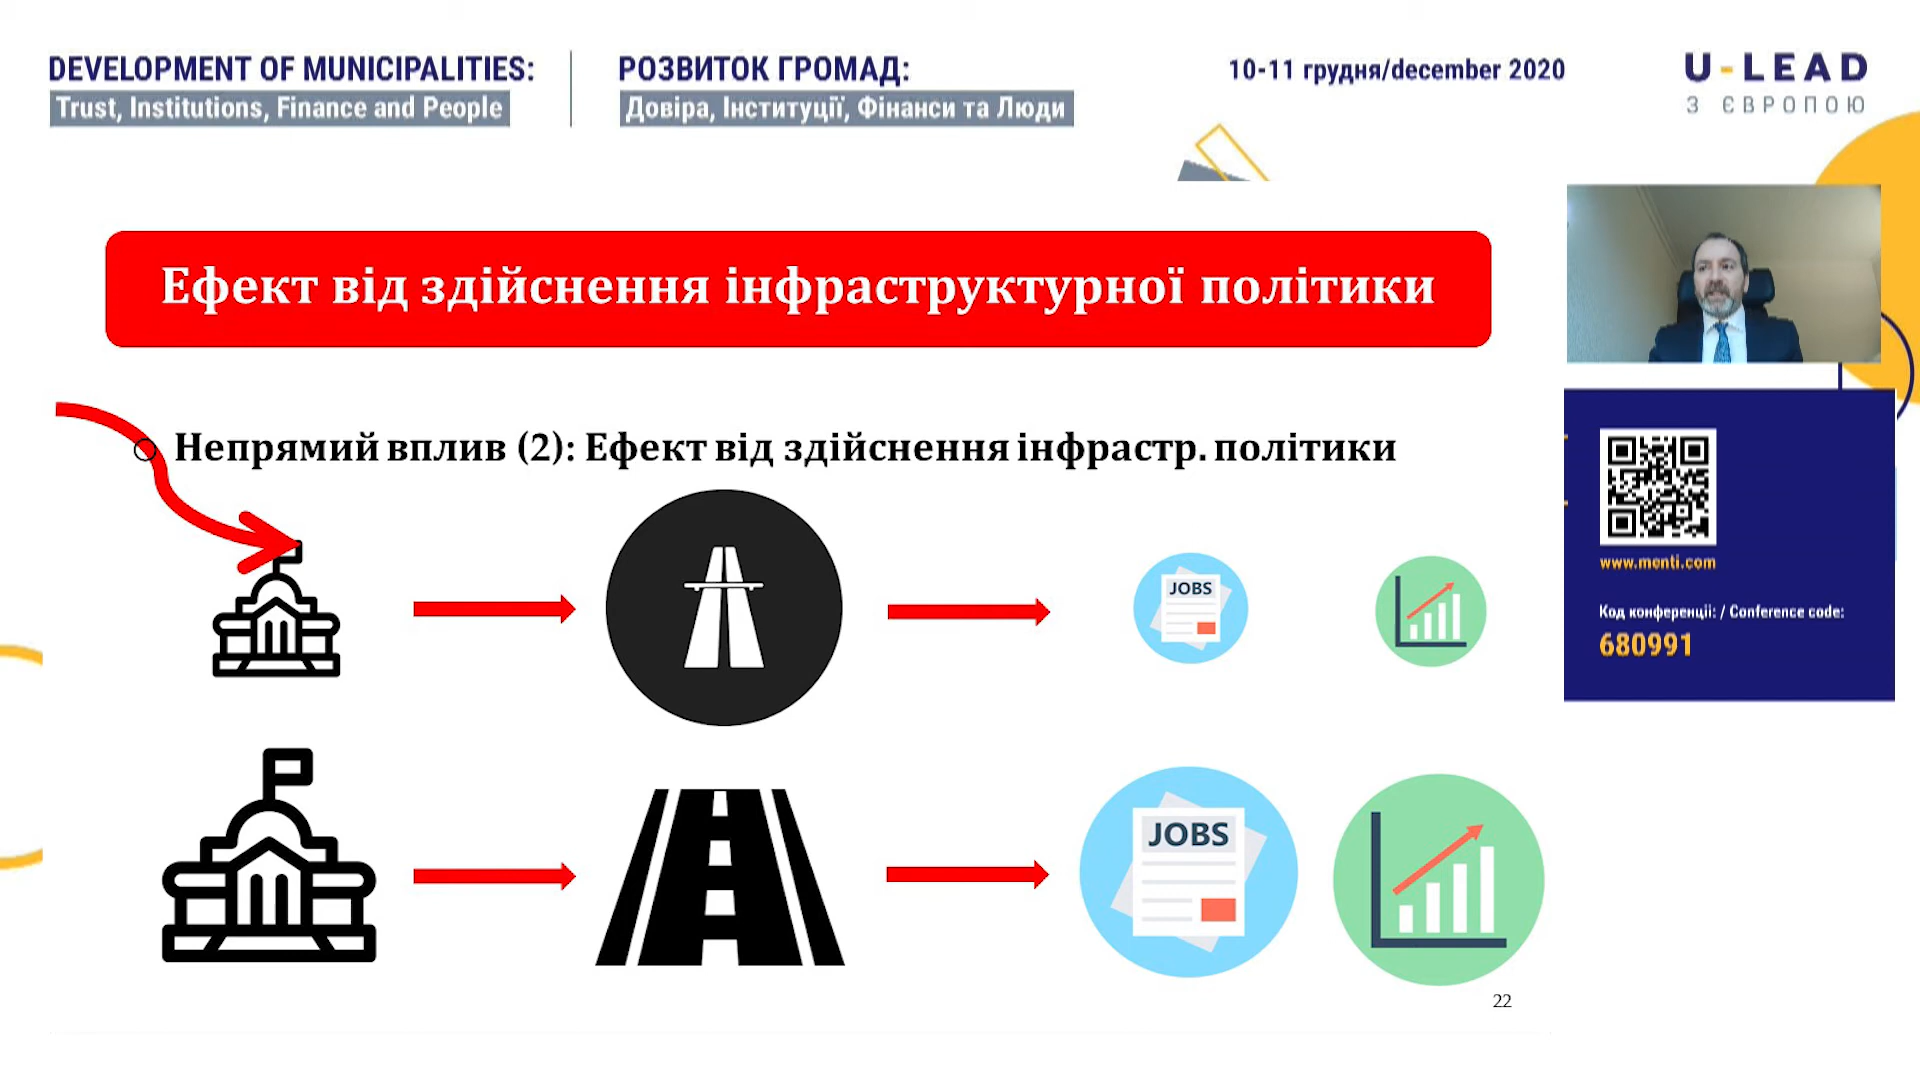 DEVELOPMENT OF MUNICIPALITIES:
Trust, Institutions, Finance and People
РОЗВИТОК ГРОМАД:
Довіра, Інституції, Фінанси та Люди
10-11 грудня/december 2020
U-LEAD
З ЄВРОПОЮ
Ефект від здійснення інфраструктурної політики
Непрямий вплив (2): Ефект від здійснення інфрастр. політики
JOBS
JOBS
22
www.menti.com
Код конференції: / Conference code:
680991